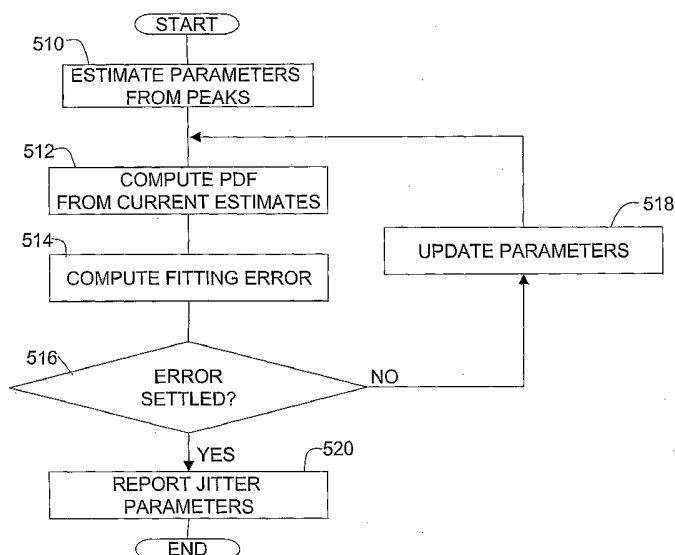 START
510
ESTIMATE PARAMETERS
FROM PEAKS
512
COMPUTE PDF
FROM CURRENT ESTIMATES
518
UPDATE PARAMETERS
514
COMPUTE FITTING ERROR
516
ERROR
SETTLED?
NO
YES
520
REPORT JITTER
PARAMETERS
END